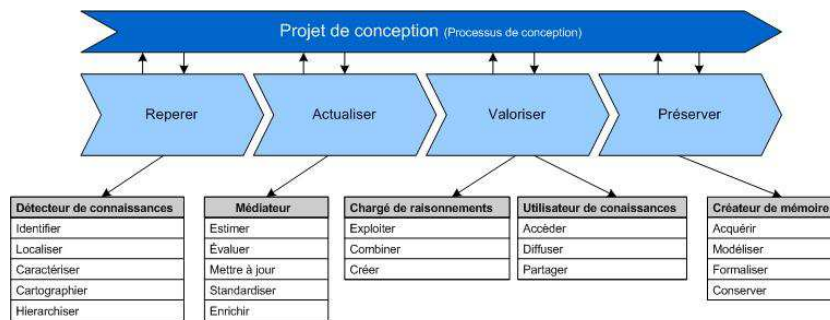 Projet de conception (Processus de conception)
Reperer
Actualiser
Valoriser
Préserver
Détecteur de connaissances
Identifier
Localiser
Caractériser
Cartographier
Hierarchiser
Médiateur
Estimer
Évaluer
Mettre à jour
Standardiser
Enrichir
Chargé de raisonnements
Exploiter
Combiner
Créer
Utilisateur de conaissances
Accèder
Diffuser
Partager
Créateur de mémoire
Acquérir
Modéliser
Formaliser
Conserver